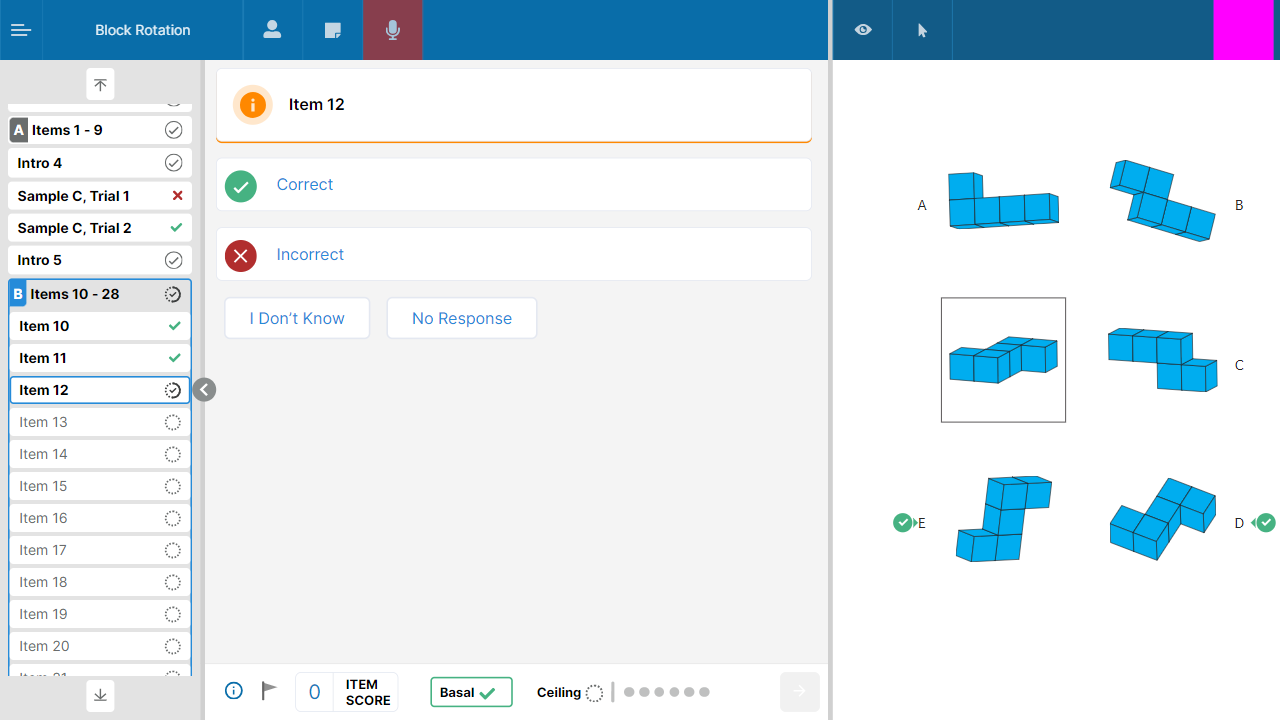 Block Rotation
A Items 1 - 9
Intro 4
Sample C, Trial 1
Sample C, Trial 2
Intro 5
B Items 10 - 28
Item 10
Item 11
Item 12
Item 13
Item 14
Item 15
Item 16
Item 17
Item 18
Item 19
Item 20
Item 12
Correct
Incorrect
I Don’t Know
No Response
0
ITEM
SCORE
Basal
Ceiling
A
B
C
E
D